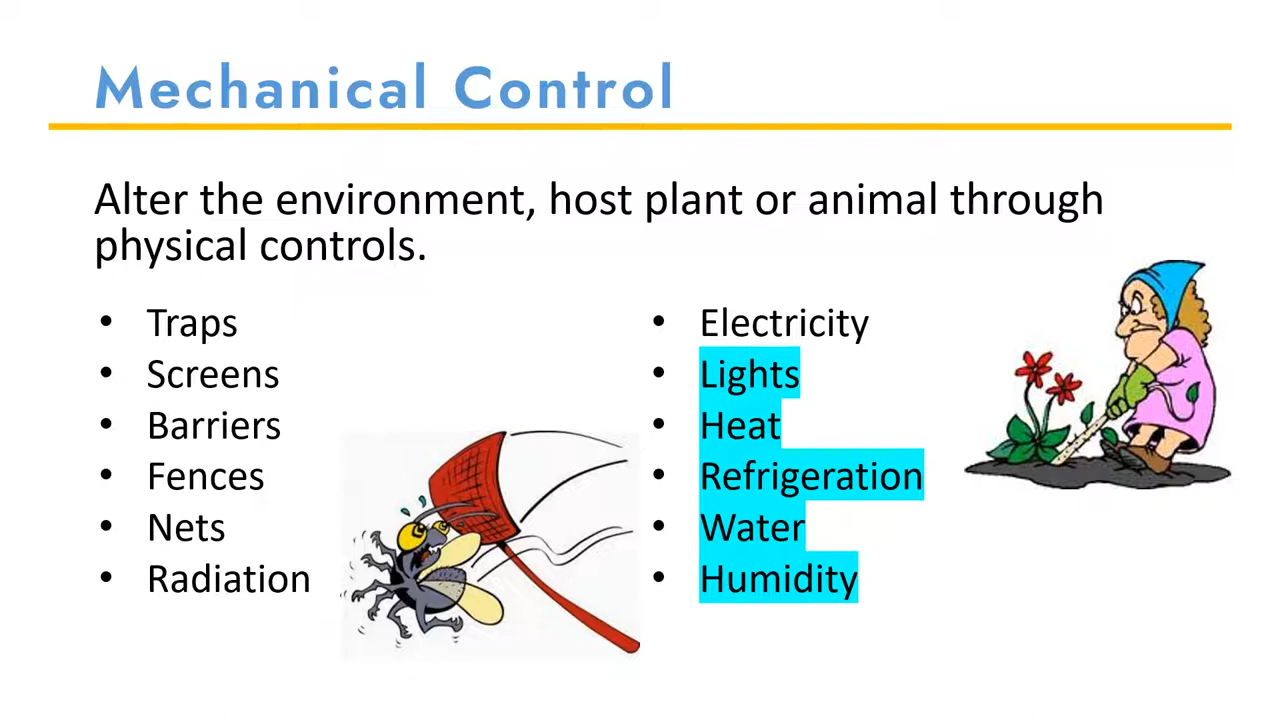 Mechanical Control
Alter the environment, host plant or animal through
physical controls.
• Traps
• Screens
• Barriers
• Fences
• Nets
• Radiation
• Electricity
• Lights
• Heat
• Refrigeration
• Water
• Humidity